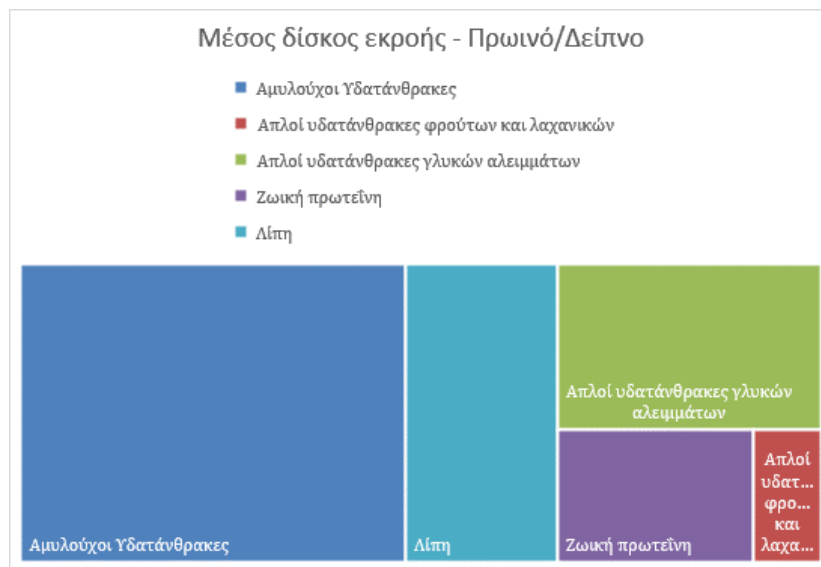 Μέσος δίσκος εκροής - Πρωινό/Δείπνο
Αμυλούχοι Υδατάνθρακες
Απλοί υδατάνθρακες φρούτων και λαχανικών
Απλοί υδατάνθρακες γλυκών αλειμμάτων
Ζωική πρωτεΐνη
Λίπη
Αμυλούχοι Υδατάνθρακες
Λίπη
Απλοί υδατάνθρακες γλυκών
αλειμμάτων
Ζωική πρωτεΐνη
Απλοί
υδατ...
φρο...
και
λαχα...